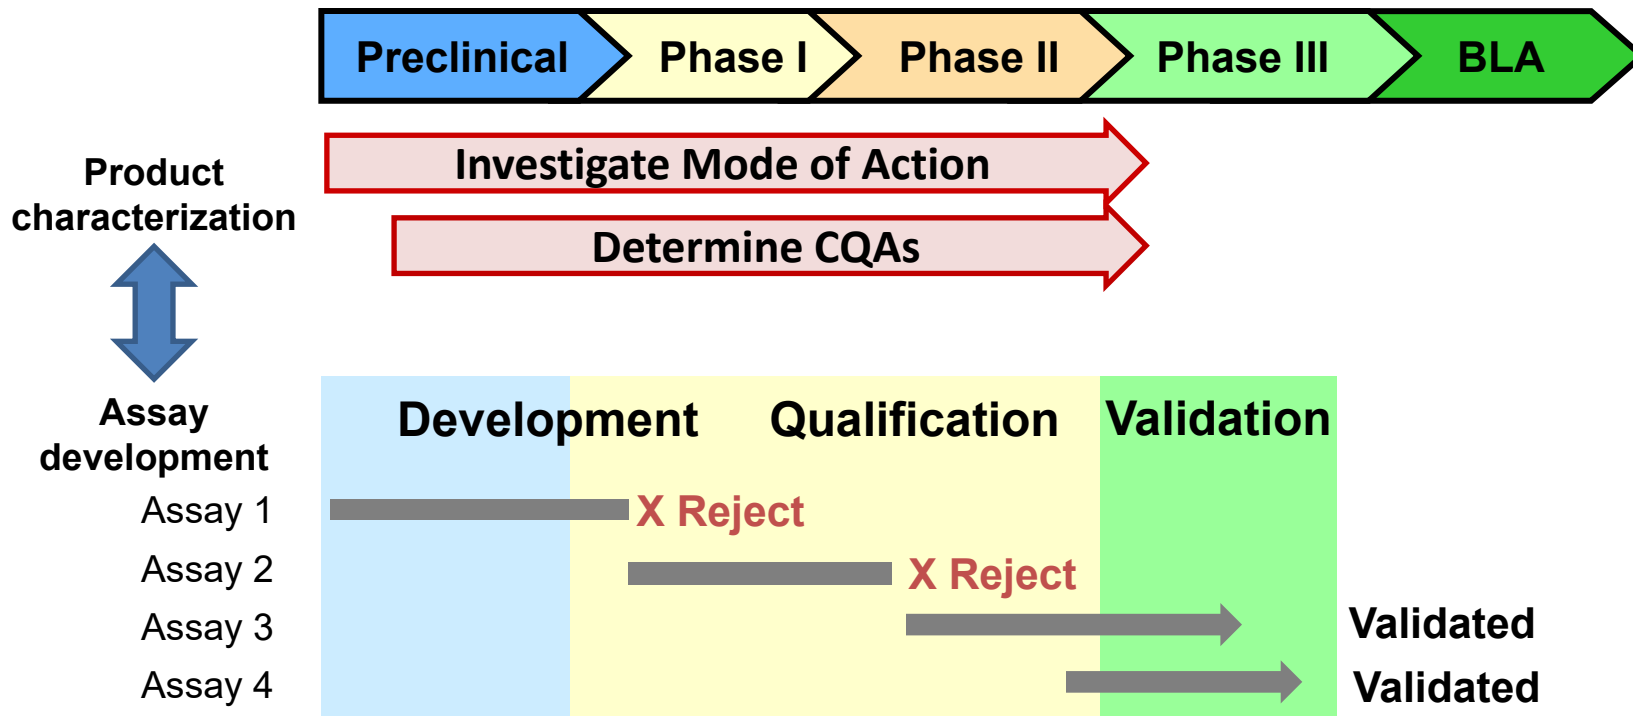 Preclinical
Phase I
Phase II
Phase III
BLA
Product
characterization
Investigate Mode of Action
Determine CQAs
Assay
development
Development
Qualification
Validation
Assay 1
X Reject
Assay 2
X Reject
Assay 3
Validated
Assay 4
Validated